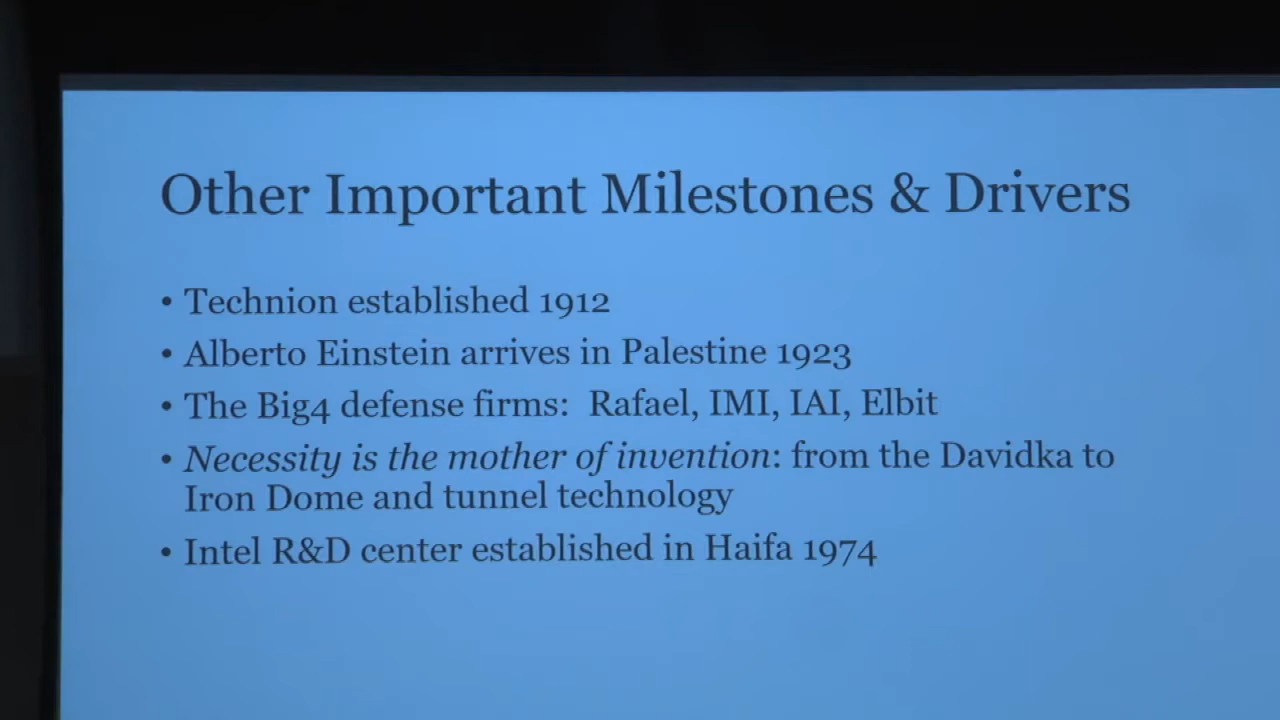 Other Important Milestones & Drivers
• Technion established 1912
• Alberto Einstein arrives in Palestine 1923
• The Big4 defense firms:  Rafael, IMI, IAI, Elbit
• Necessity is the mother of invention: from the Davidka to
Iron Dome and tunnel technology
• Intel R&D center established in Haifa 1974